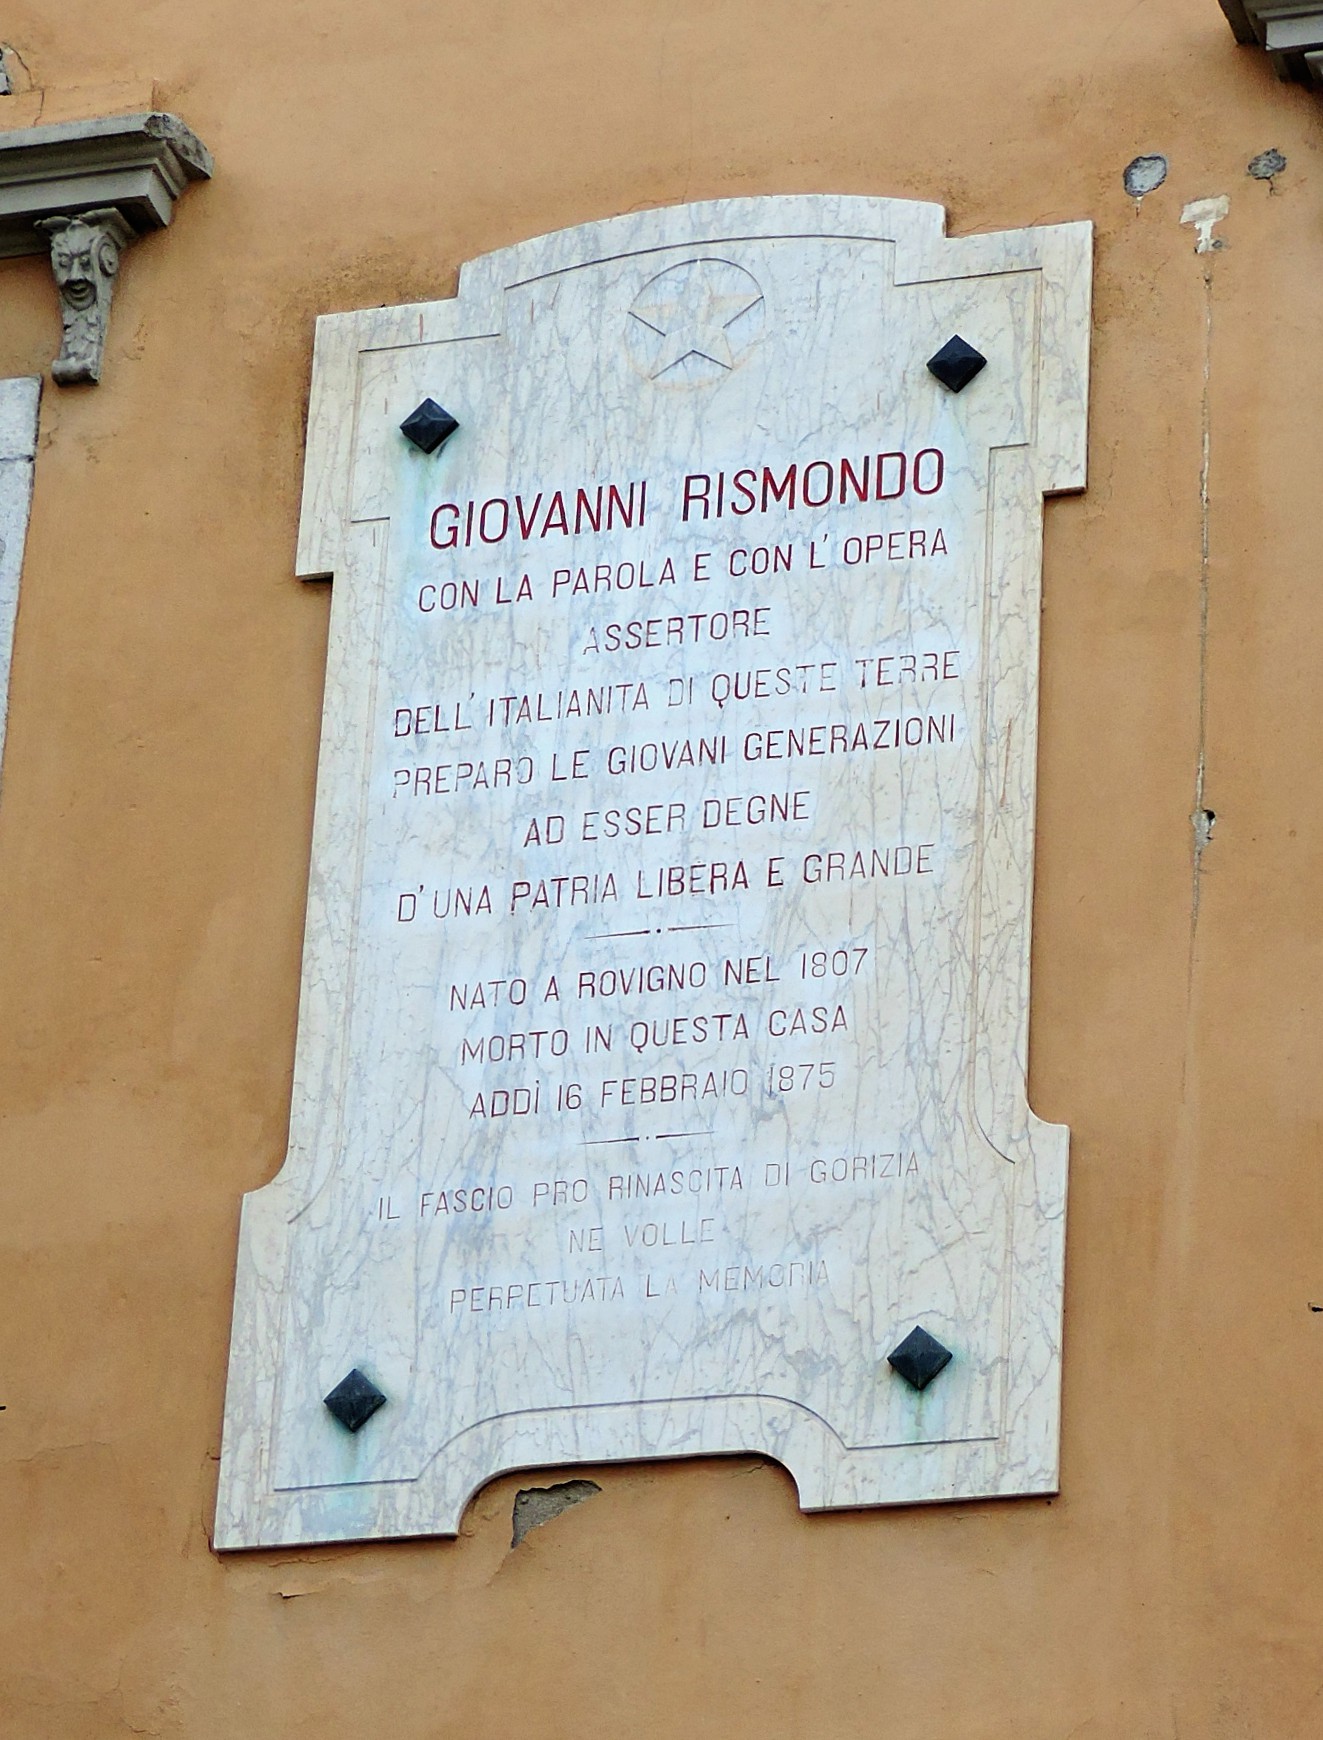 GIOVANNI RISMONDO
CON LA PAROLA E CON L'OPERA
ASSERTORE
DELL'ITALIANITA DI QUESTE TERRE
PREPARO LE GIOVANI GENERAZIONI
AD ESSER DEGNE
D'UNA PATRIA LIBERA E GRANDE
NATO A ROVIGNO NEL 1807
MORTO IN QUESTA CASA
ADDÌ 16 FEBBRAIO 1875
IL FASCIO PRO RINASCITA DI GORIZIA
NE VOLLE
PERPETUATA LA MEMORIA